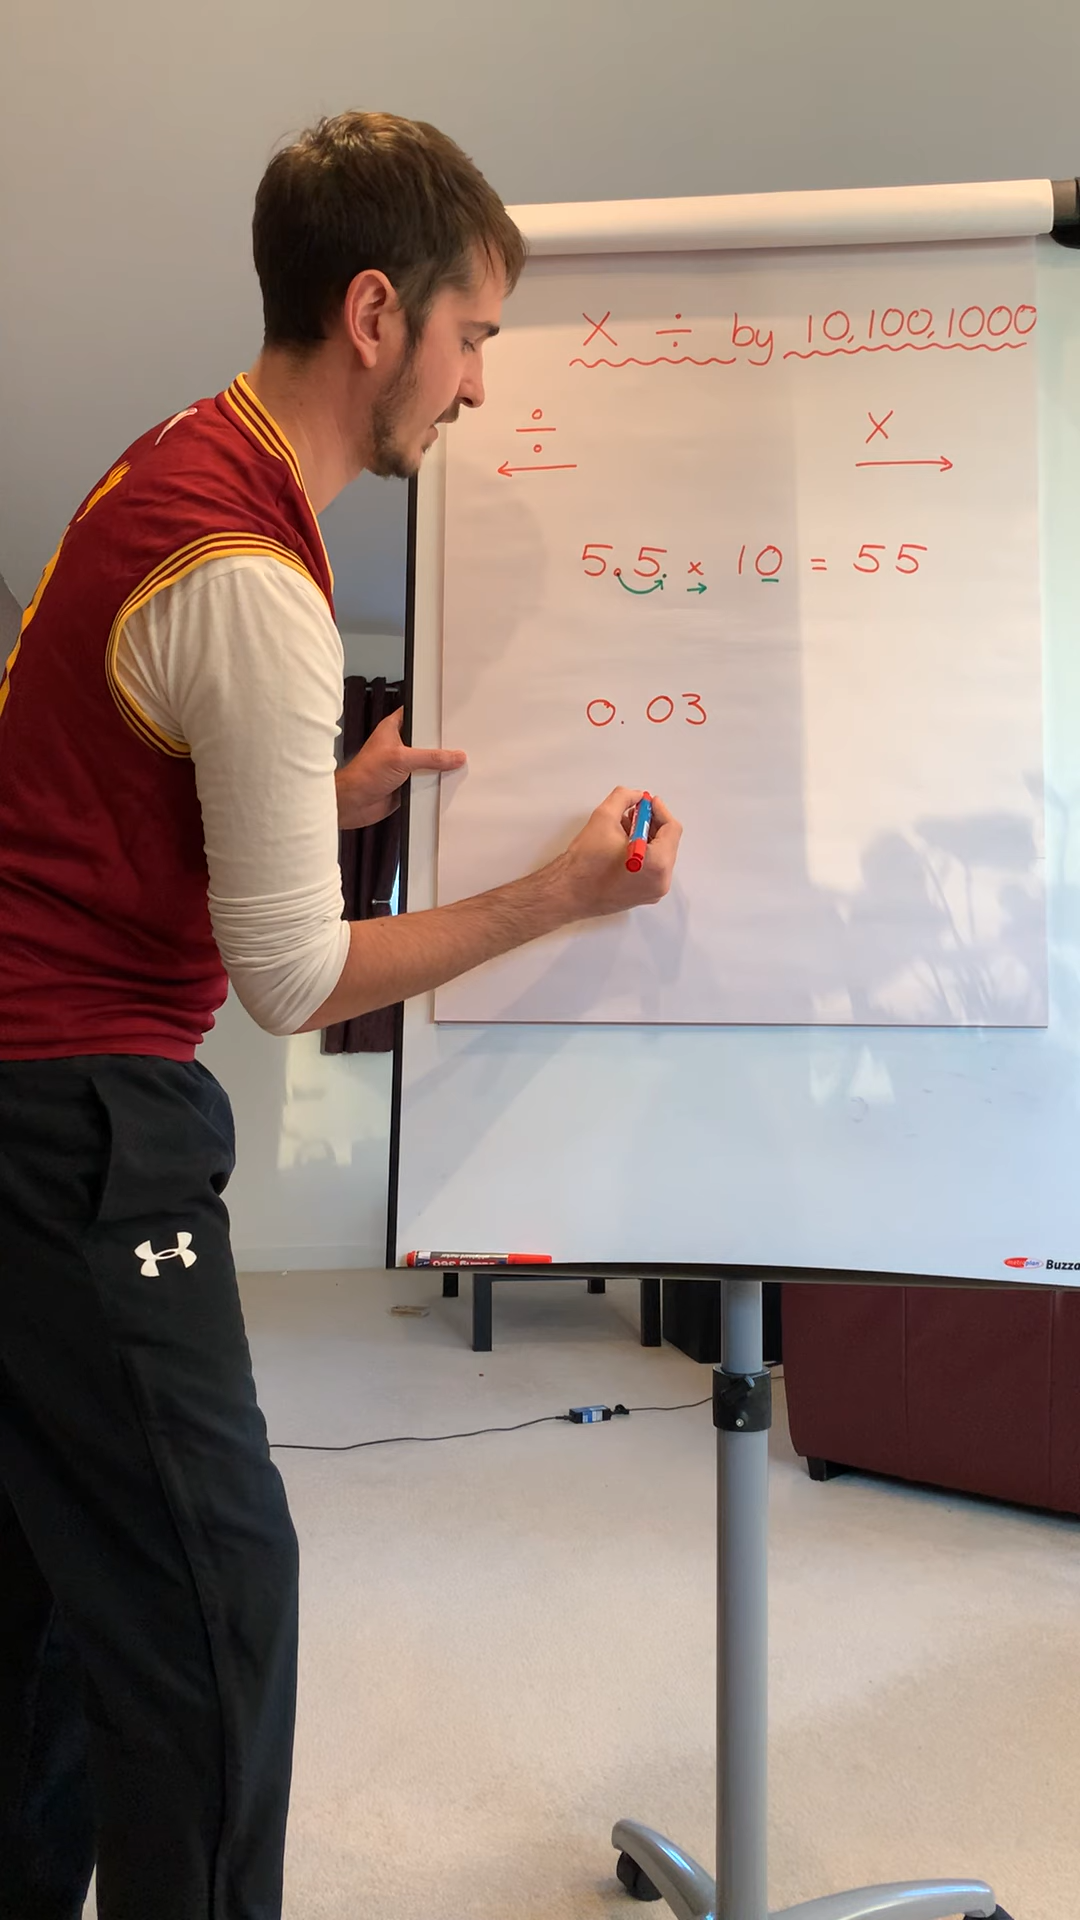 X ÷ by 10,100,1000
÷ X
← →
5.5 x 10 = 55
→
0.03
Buzz